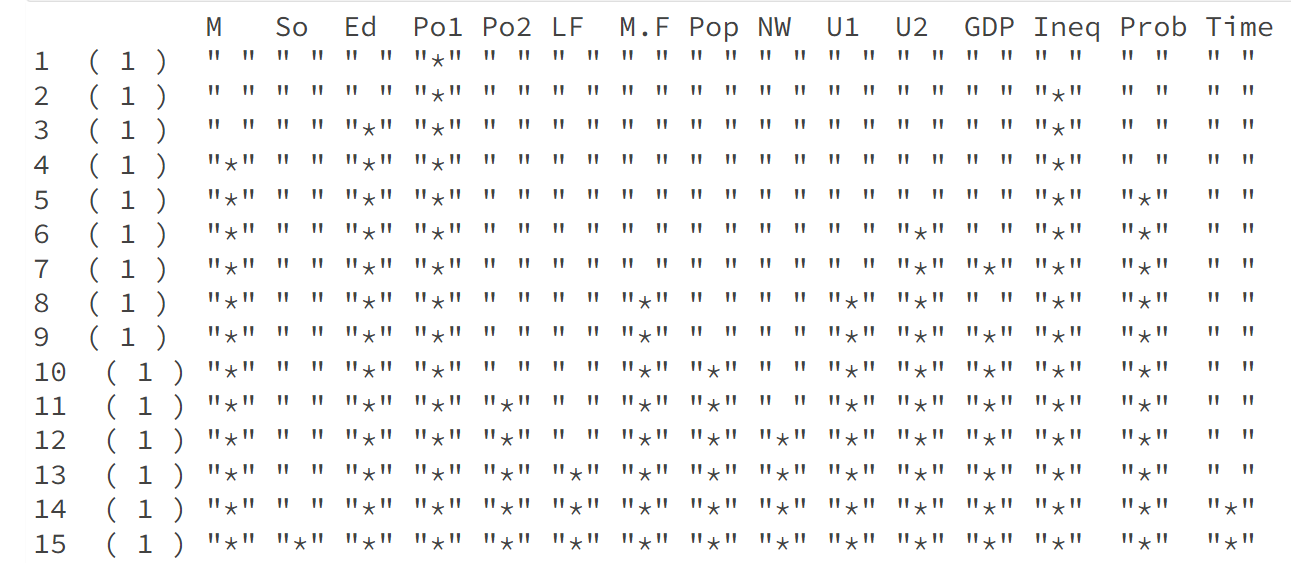 M   So  Ed  Po1 Po2 LF  M.F Pop NW  U1  U2  GDP Ineq Prob Time
1  ( 1 ) " " " " " " "*" " " " " " " " " " " " " " " " " " "  " "  " "
2  ( 1 ) " " " " " " "*" " " " " " " " " " " " " " " " " "*"  " "  " "
3  ( 1 ) " " " " "*" "*" " " " " " " " " " " " " " " " " "*"  " "  " "
4  ( 1 ) "*" " " "*" "*" " " " " " " " " " " " " " " " " "*"  " "  " "
5  ( 1 ) "*" " " "*" "*" " " " " " " " " " " " " " " " " "*"  "*"  " "
6  ( 1 ) "*" " " "*" "*" " " " " " " " " " " " " "*" " " "*"  "*"  " "
7  ( 1 ) "*" " " "*" "*" " " " " " " " " " " " " "*" "*" "*"  "*"  " "
8  ( 1 ) "*" " " "*" "*" " " " " "*" " " " " "*" "*" " " "*"  "*"  " "
9  ( 1 ) "*" " " "*" "*" " " " " "*" " " " " "*" "*" "*" "*"  "*"  " "
10  ( 1 ) "*" " " "*" "*" " " " " "*" "*" " " "*" "*" "*" "*"  "*"  " "
11  ( 1 ) "*" " " "*" "*" "*" " " "*" "*" " " "*" "*" "*" "*"  "*"  " "
12  ( 1 ) "*" " " "*" "*" "*" " " "*" "*" "*" "*" "*" "*" "*"  "*"  " "
13  ( 1 ) "*" " " "*" "*" "*" "*" "*" "*" "*" "*" "*" "*" "*"  "*"  " "
14  ( 1 ) "*" " " "*" "*" "*" "*" "*" "*" "*" "*" "*" "*" "*"  "*"  "*"
15  ( 1 ) "*" "*" "*" "*" "*" "*" "*" "*" "*" "*" "*" "*" "*"  "*"  "*"